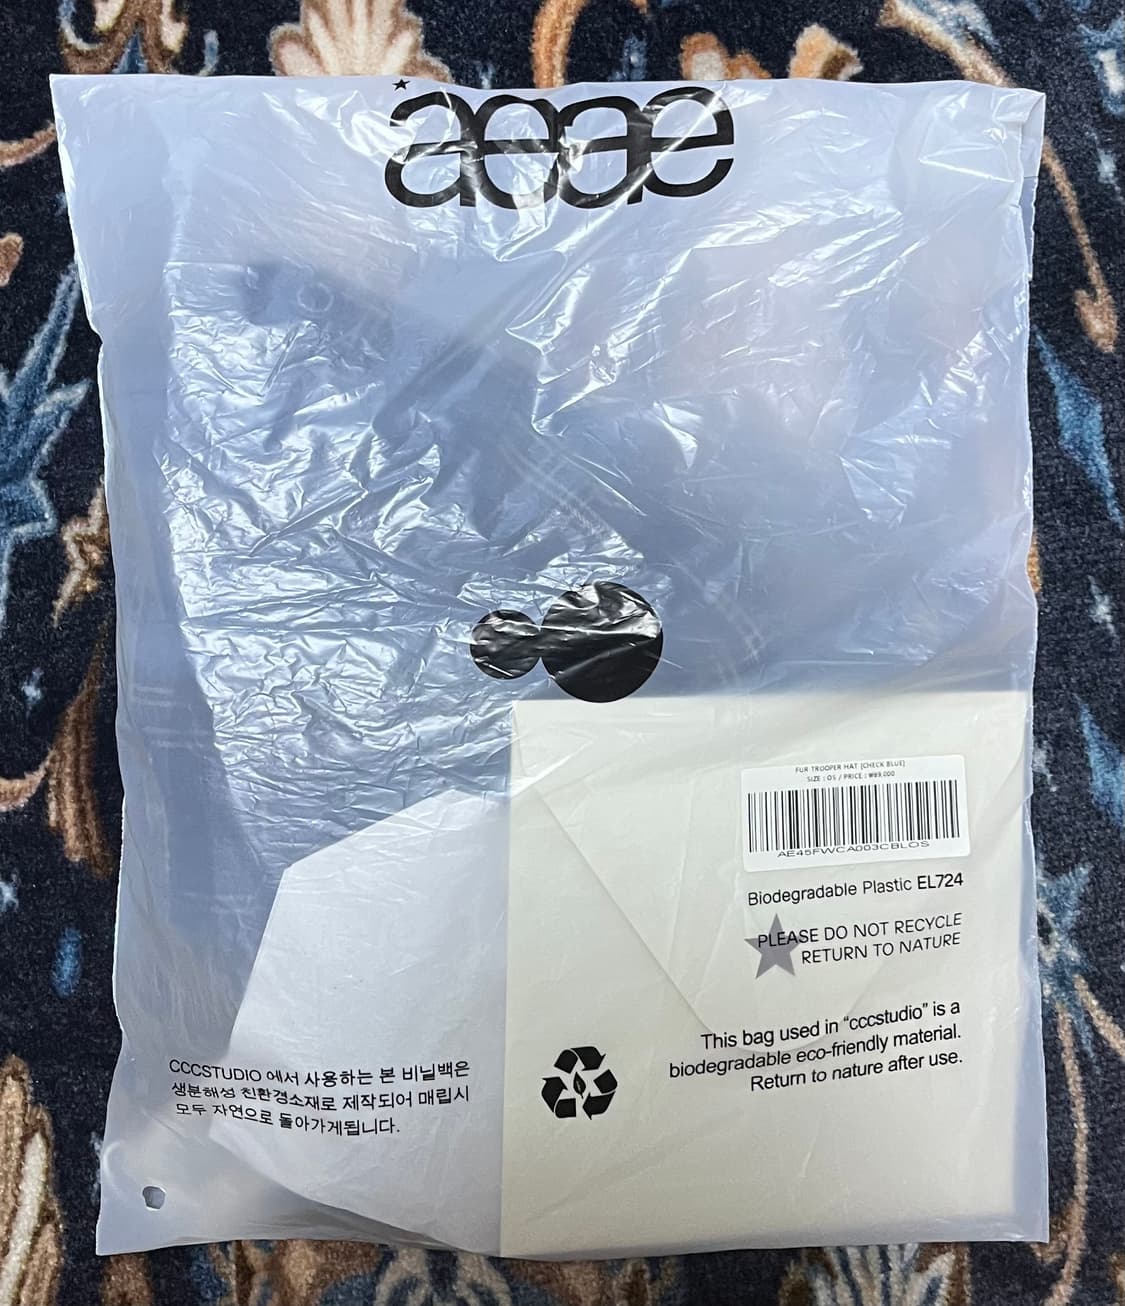 aeae
FUR TROOPER HAT [CHECK BLUE]
SIZE : OS / PRICE : ₩89,000
AE45FWCA003CBLOS
Biodegradable Plastic EL724
PLEASE DO NOT RECYCLE
RETURN TO NATURE
This bag used in “cccstudio” is a
biodegradable eco-friendly material.
Return to nature after use.
CCCSTUDIO 에서 사용하는 본 비닐백은
생분해성 친환경소재로 제작되어 매립시
모두 자연으로 돌아가게됩니다.